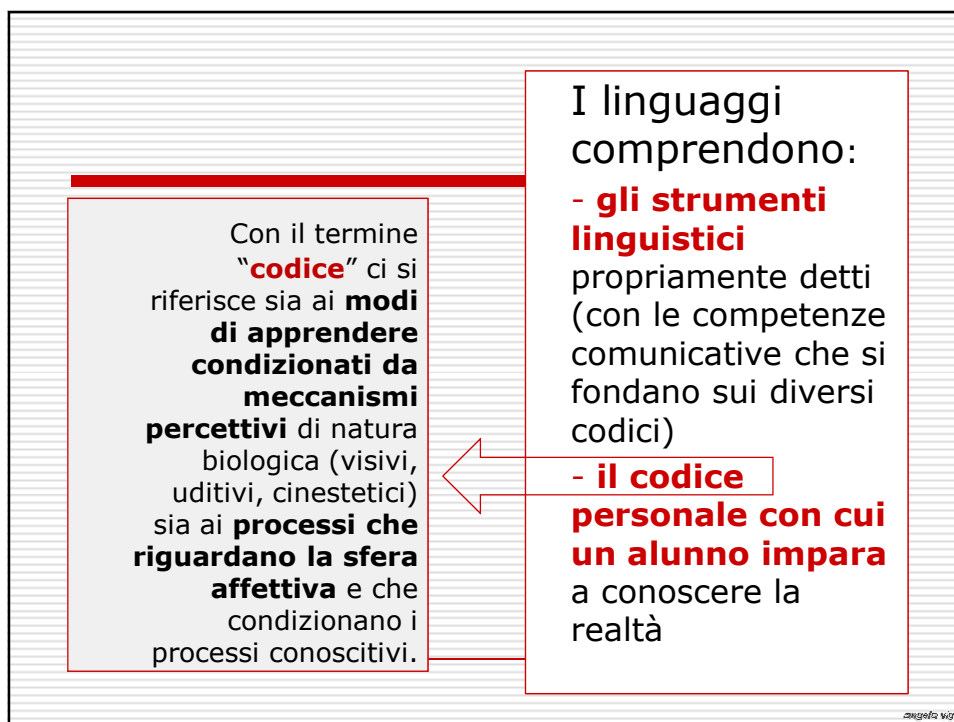 I linguaggi
comprendono:
- gli strumenti
linguistici
propriamente detti
(con le competenze
comunicative che si
fondano sui diversi
codici)
- il codice
personale con cui
un alunno impara
a conoscere la
realtà
Con il termine
“codice” ci si
riferisce sia ai modi
di apprendere
condizionati da
meccanismi
percettivi di natura
biologica (visivi,
uditivi, cinestetici)
sia ai processi che
riguardano la sfera
affettiva e che
condizionano i
processi conoscitivi.